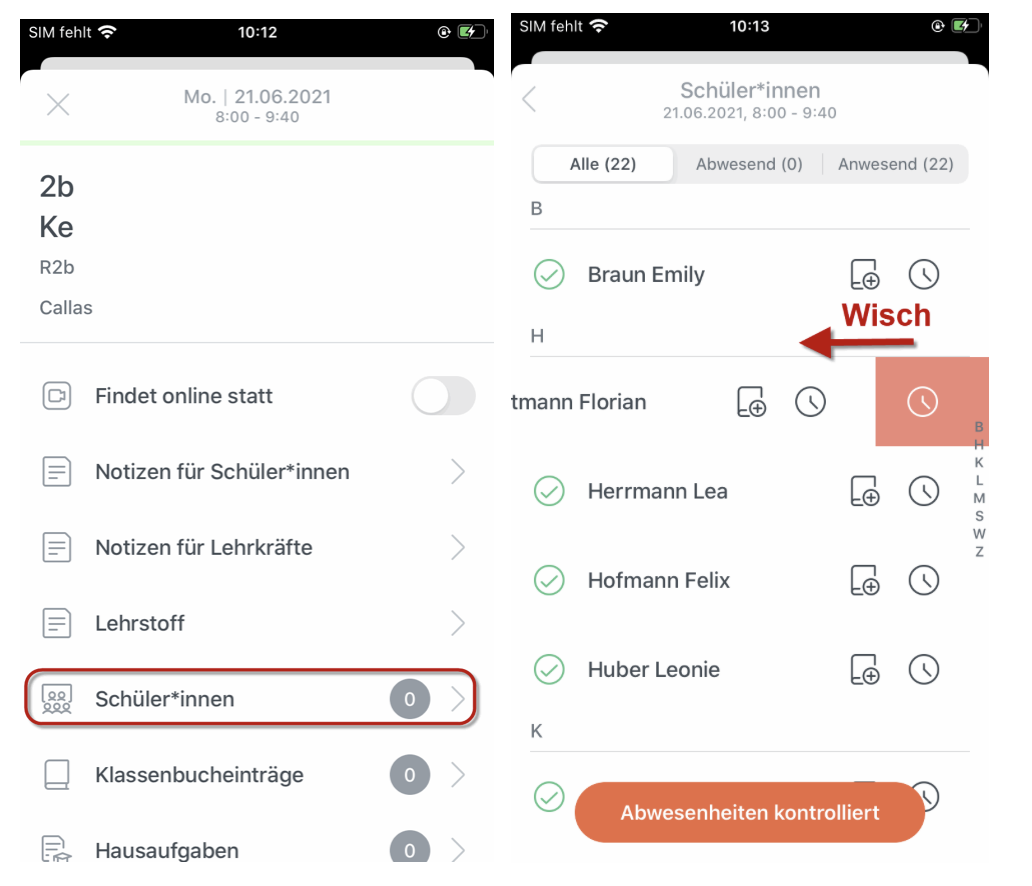 SIM fehlt 10:12
Mo. | 21.06.2021
8:00 - 9:40
2b
Ke
R2b
Callas
Findet online statt
Notizen für Schüler*innen
Notizen für Lehrkräfte
Lehrstoff
Schüler*innen 0
Klassenbucheinträge 0
Hausaufgaben 0
SIM fehlt 10:13
Schüler*innen
21.06.2021, 8:00 - 9:40
Alle (22) Abwesend (0) Anwesend (22)
B
Braun Emily
Wisch
H
tmann Florian
Herrmann Lea
Hofmann Felix
Huber Leonie
K
Abwesenheiten kontrolliert
B
H
K
L
M
S
W
Z